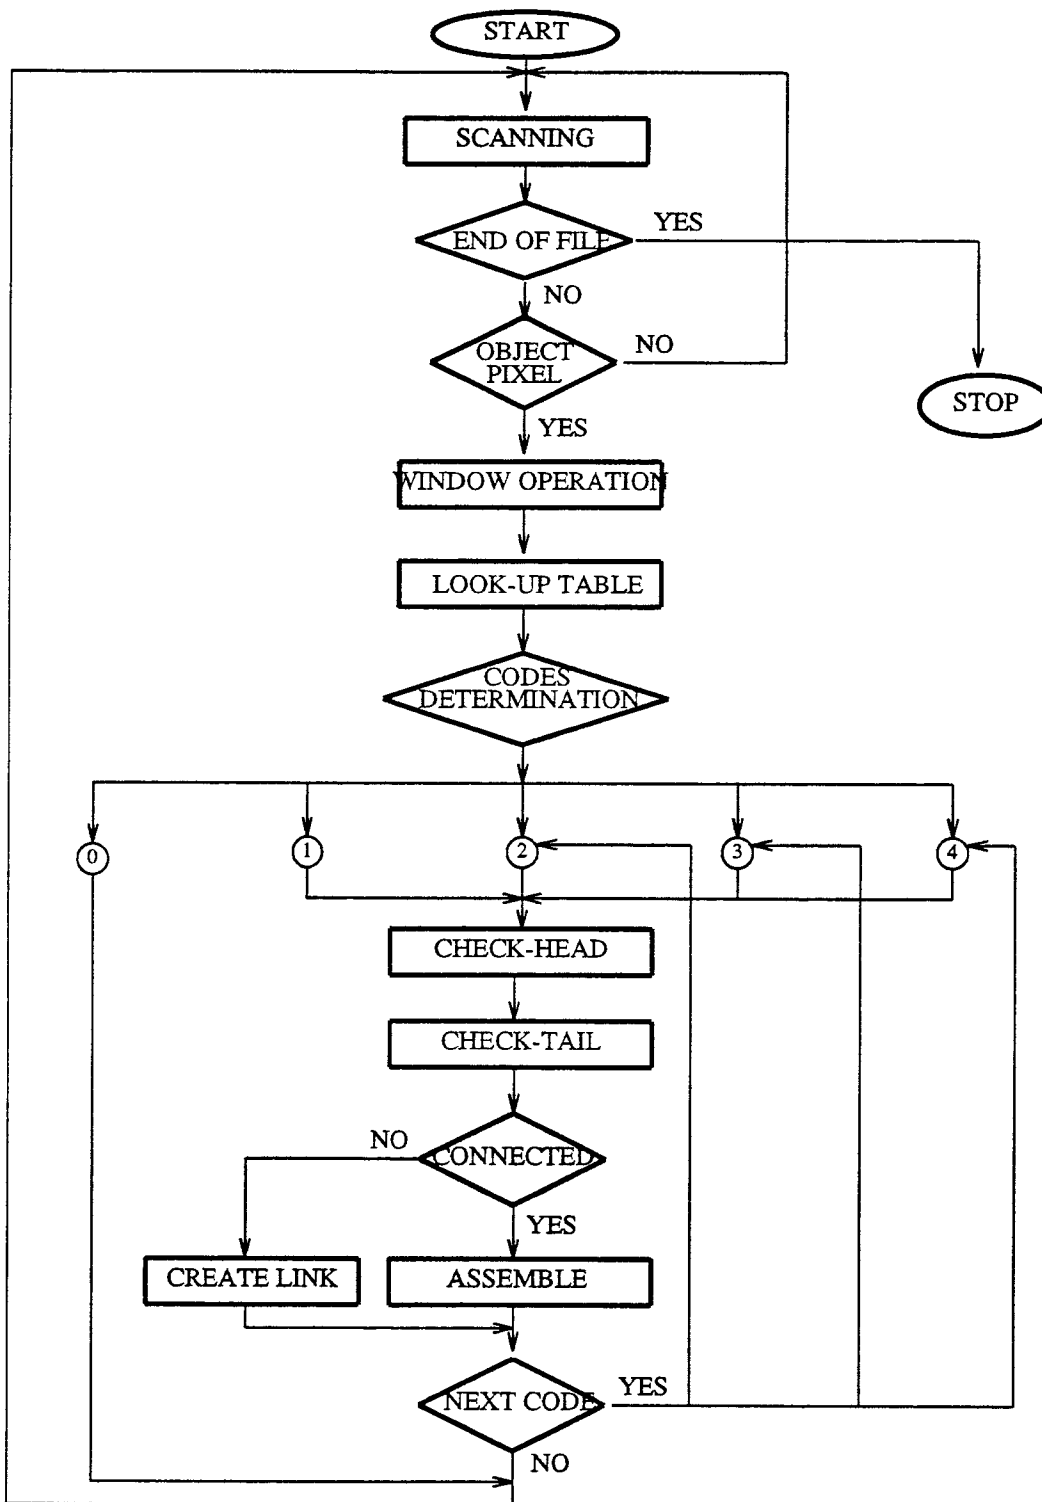 START
SCANNING
END OF FILE
YES
NO
OBJECT
PIXEL
NO
STOP
YES
WINDOW OPERATION
LOOK-UP TABLE
CODES
DETERMINATION
0
1
2
3
4
CHECK-HEAD
CHECK-TAIL
NO
CONNECTED
YES
CREATE LINK
ASSEMBLE
NEXT CODE
YES
NO